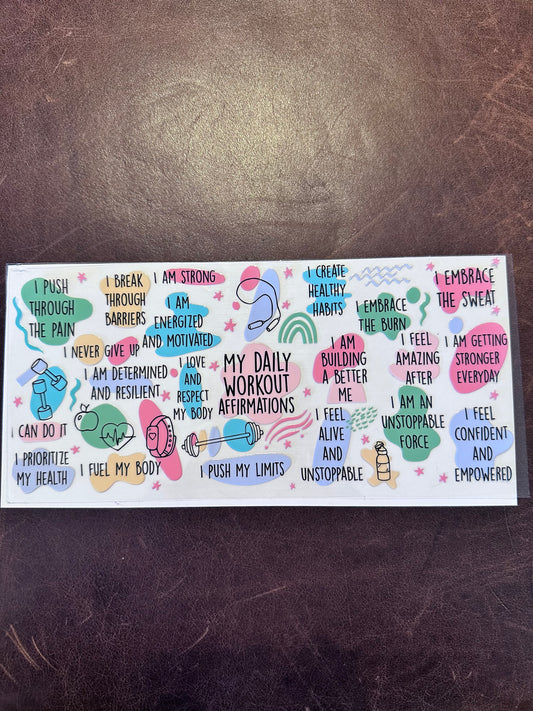 I PUSH
THROUGH
THE PAIN
I BREAK
THROUGH
BARRIERS
I AM STRONG
I AM
ENERGIZED
AND MOTIVATED
I NEVER GIVE UP
I AM DETERMINED
AND RESILIENT
I LOVE
AND
RESPECT
MY BODY
I CAN DO IT
I PRIORITIZE
MY HEALTH
I FUEL MY BODY
MY DAILY
WORKOUT
AFFIRMATIONS
I PUSH MY LIMITS
I CREATE
HEALTHY
HABITS
I EMBRACE
THE BURN
I EMBRACE
THE SWEAT
I AM
BUILDING
A BETTER
ME
I FEEL
AMAZING
AFTER
I AM GETTING
STRONGER
EVERYDAY
I FEEL
ALIVE
AND
UNSTOPPABLE
I AM AN
UNSTOPPABLE
FORCE
I FEEL
CONFIDENT
AND
EMPOWERED